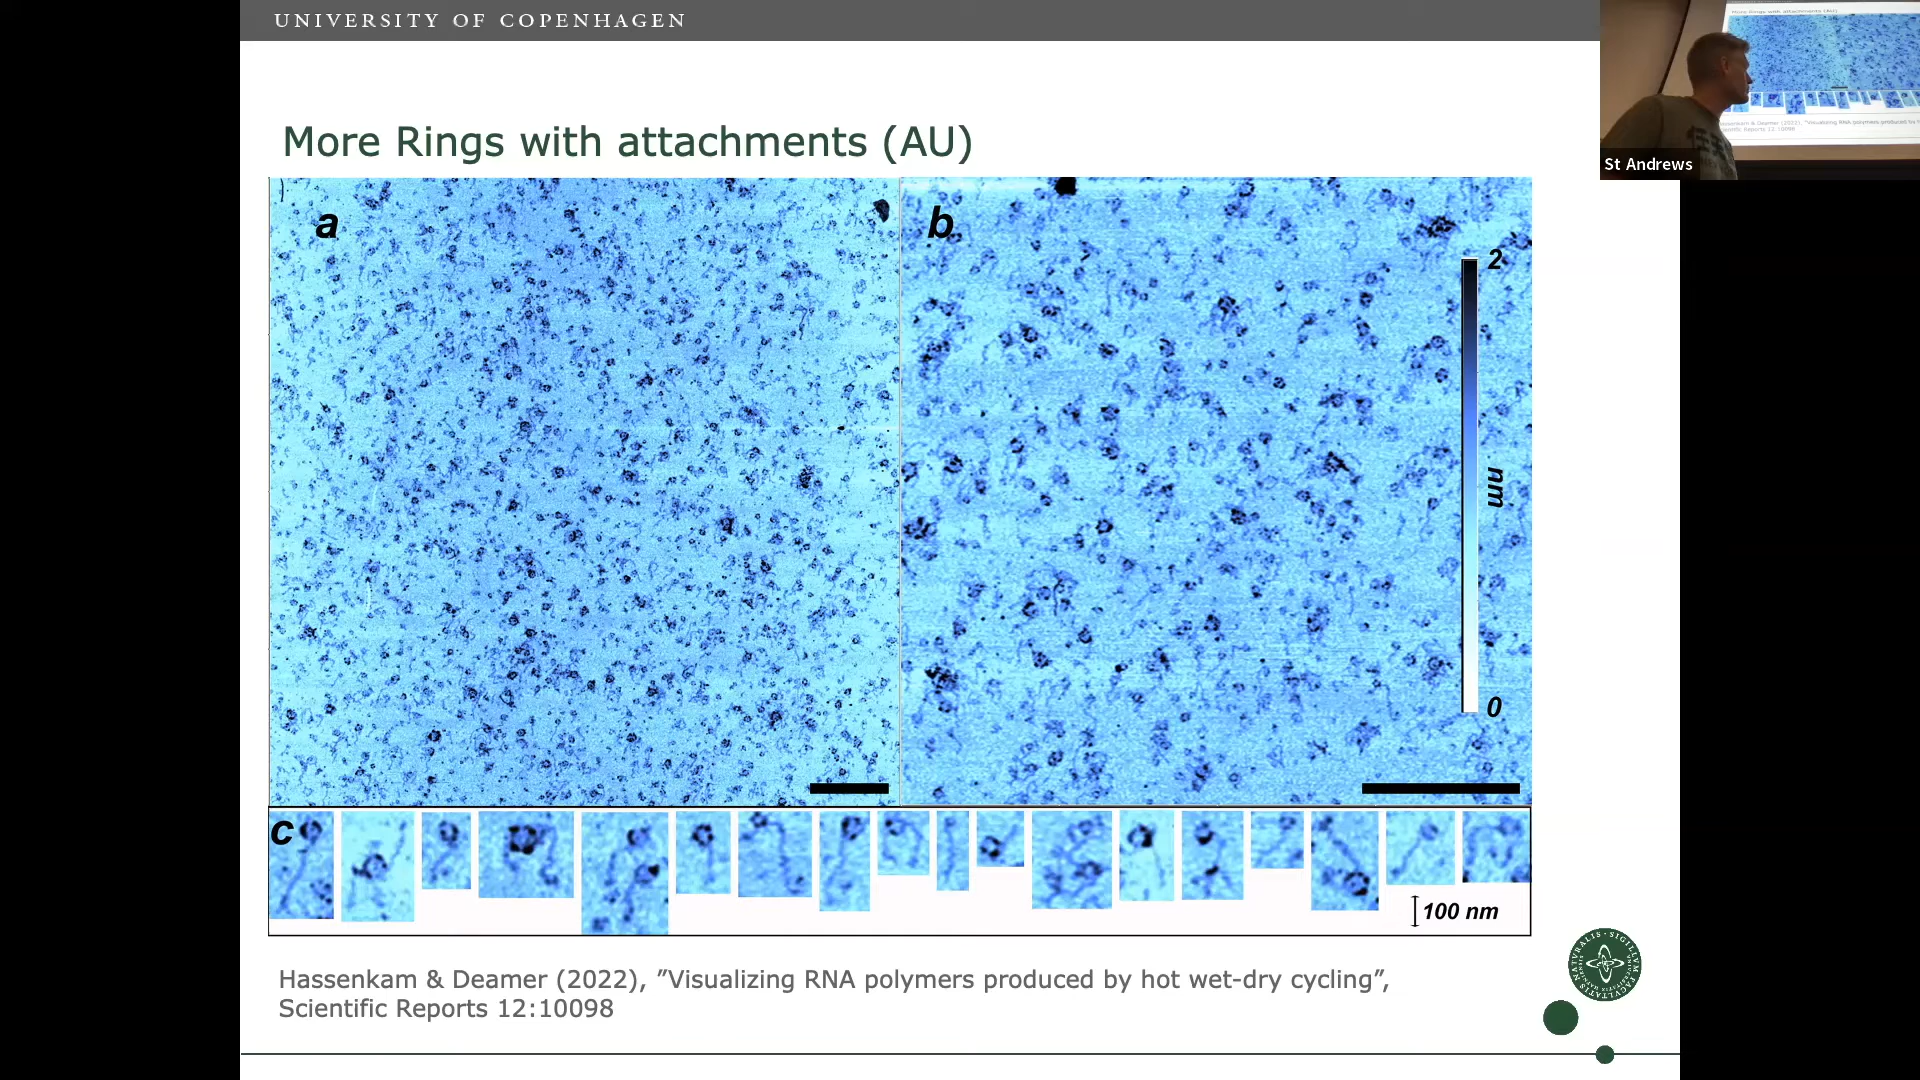 UNIVERSITY OF COPENHAGEN
More Rings with attachments (AU)
St Andrews
a
b
2
nm
0
c
100 nm
Hassenkam & Deamer (2022), ”Visualizing RNA polymers produced by hot wet-dry cycling”,
Scientific Reports 12:10098